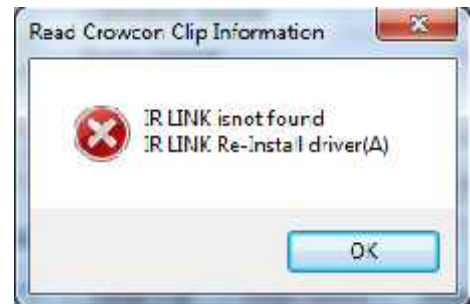 Read Crowcon Clip Information
IR LINK isnot found
IR LINK Re-Install driver(A)
OK